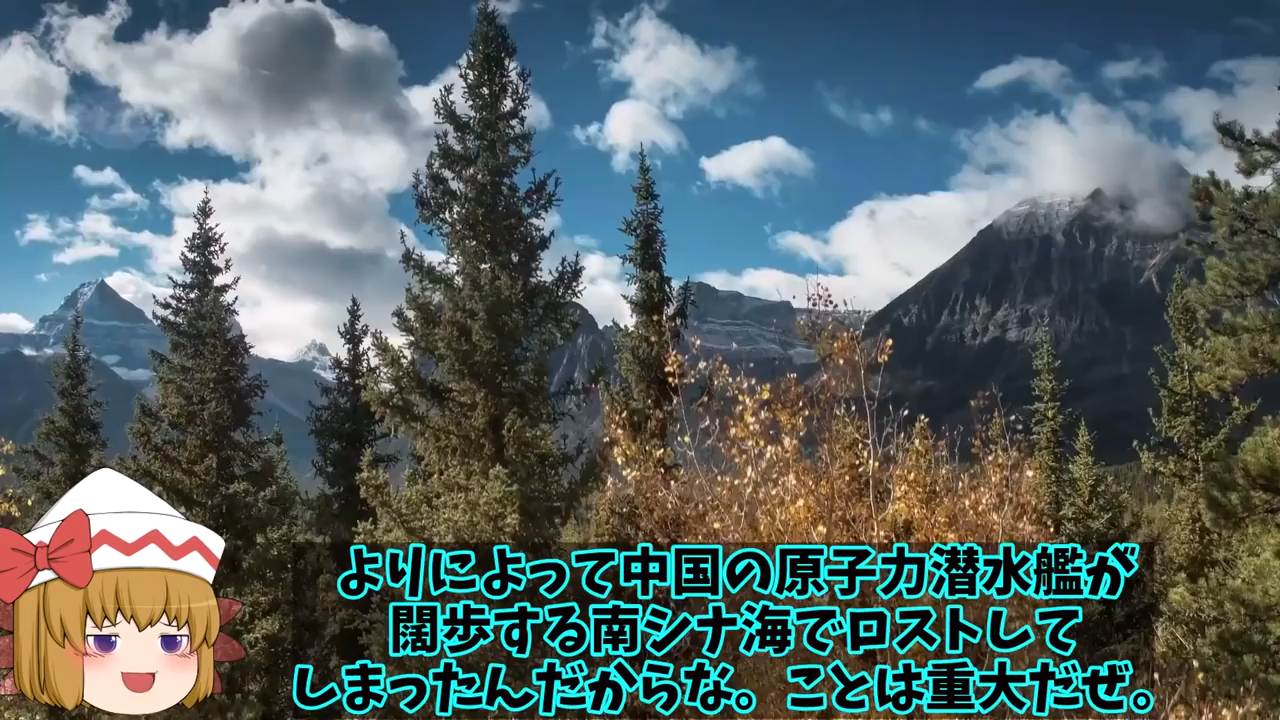 よりによって中国の原子力潜水艦が
闊歩する南シナ海でロストして
しまったんだからな。ことは重大だぜ。